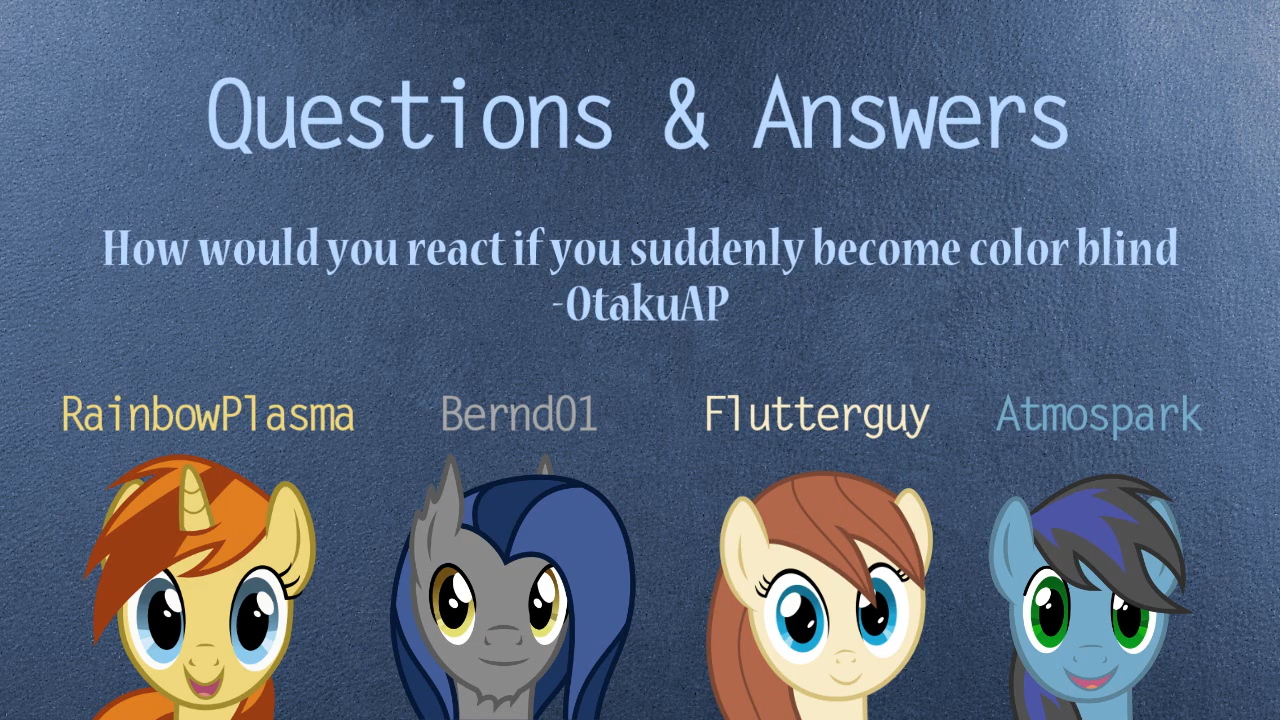 Questions & Answers
How would you react if you suddenly become color blind
-OtakuAP
RainbowPlasma Bernd01 Flutterguy Atmospark